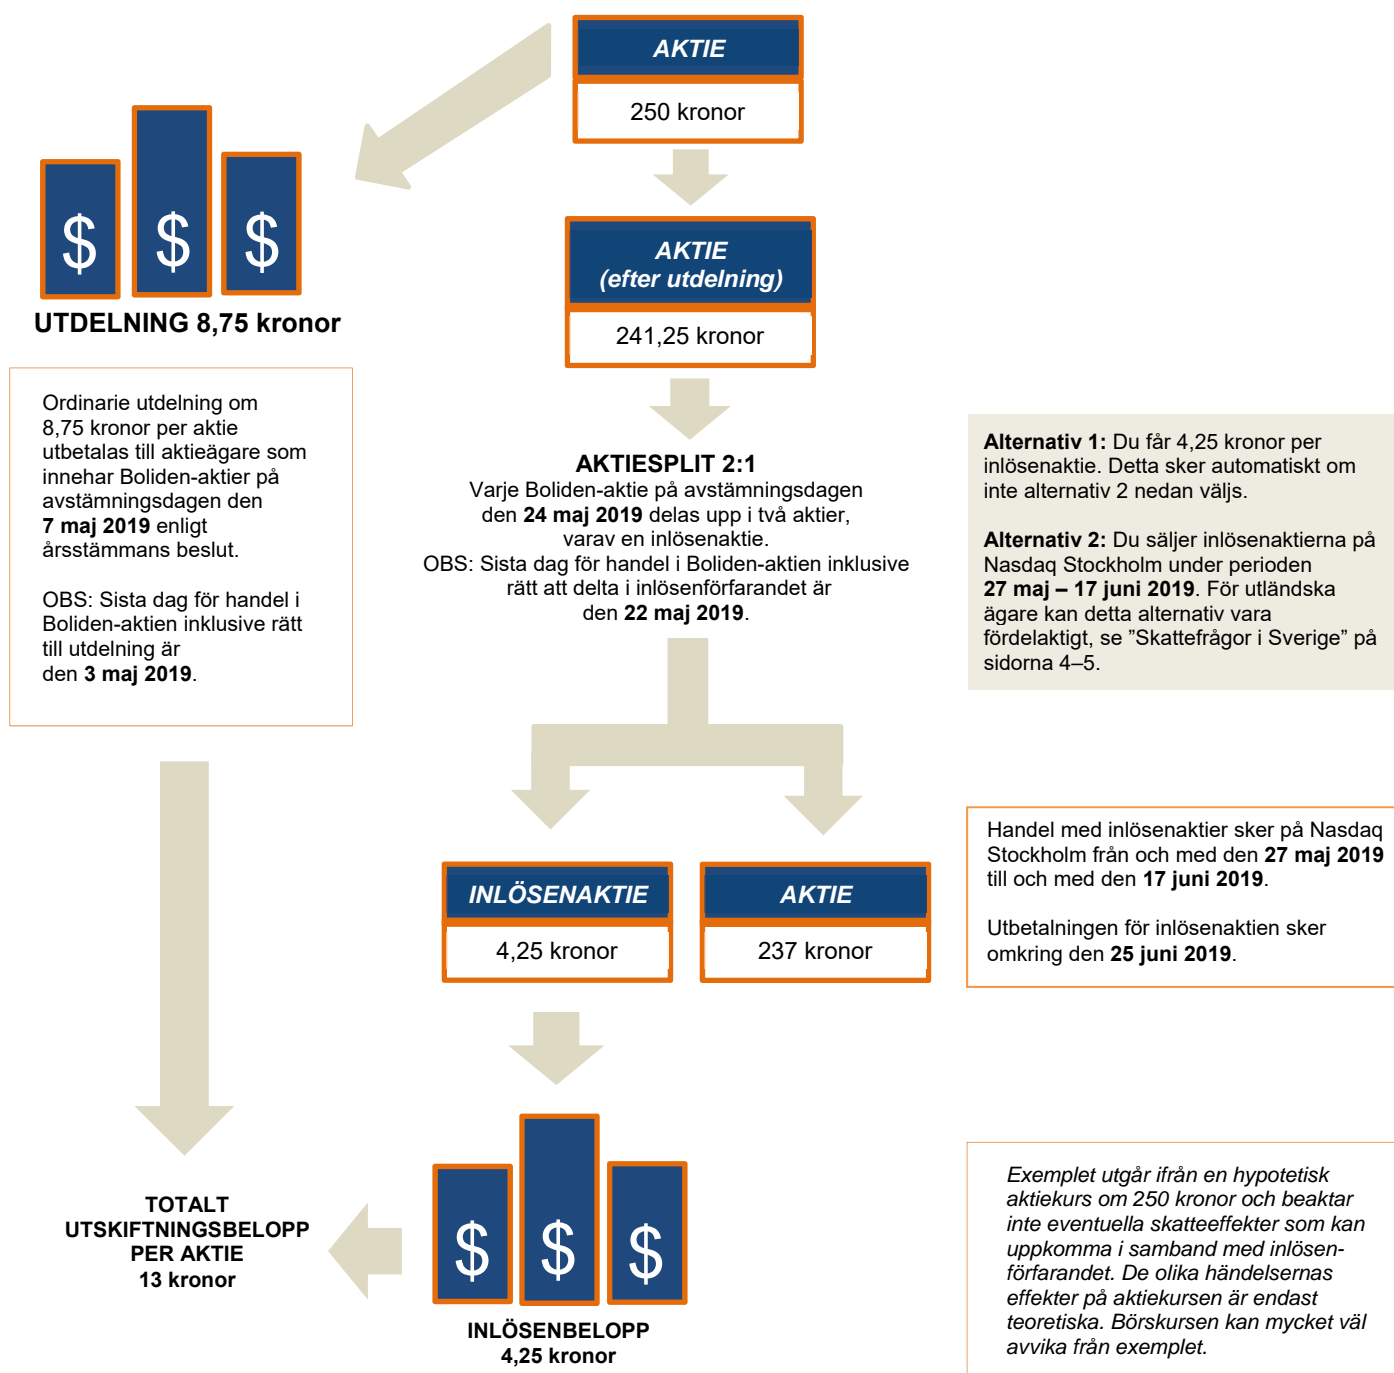 AKTIE
250 kronor
$ $ $
UTDELNING 8,75 kronor
AKTIE
(efter utdelning)
241,25 kronor
Ordinarie utdelning om
8,75 kronor per aktie
utbetalas till aktieägare som
innehar Boliden-aktier på
avstämningsdagen den
7 maj 2019 enligt
årsstämmans beslut.
OBS: Sista dag för handel i
Boliden-aktien inklusive rätt
till utdelning är
den 3 maj 2019.
AKTIESPLIT 2:1
Varje Boliden-aktie på avstämningsdagen
den 24 maj 2019 delas upp i två aktier,
varav en inlösenaktie.
OBS: Sista dag för handel i Boliden-aktien inklusive
rätt att delta i inlösenförfarandet är
den 22 maj 2019.
Alternativ 1: Du får 4,25 kronor per
inlösenaktie. Detta sker automatiskt om
inte alternativ 2 nedan väljs.
Alternativ 2: Du säljer inlösenaktierna på
Nasdaq Stockholm under perioden
27 maj – 17 juni 2019. För utländska
ägare kan detta alternativ vara
fördelaktigt, se ”Skattefrågor i Sverige” på
sidorna 4–5.
INLÖSENAKTIE
4,25 kronor
AKTIE
237 kronor
Handel med inlösenaktier sker på Nasdaq
Stockholm från och med den 27 maj 2019
till och med den 17 juni 2019.
Utbetalningen för inlösenaktien sker
omkring den 25 juni 2019.
TOTALT
UTSKIFTNINGSBELOPP
PER AKTIE
13 kronor
$ $ $
INLÖSENBELOPP
4,25 kronor
Exemplet utgår ifrån en hypotetisk
aktiekurs om 250 kronor och beaktar
inte eventuella skatteeffekter som kan
uppkomma i samband med inlösen-
förfarandet. De olika händelsernas
effekter på aktiekursen är endast
teoretiska. Börskursen kan mycket väl
avvika från exemplet.